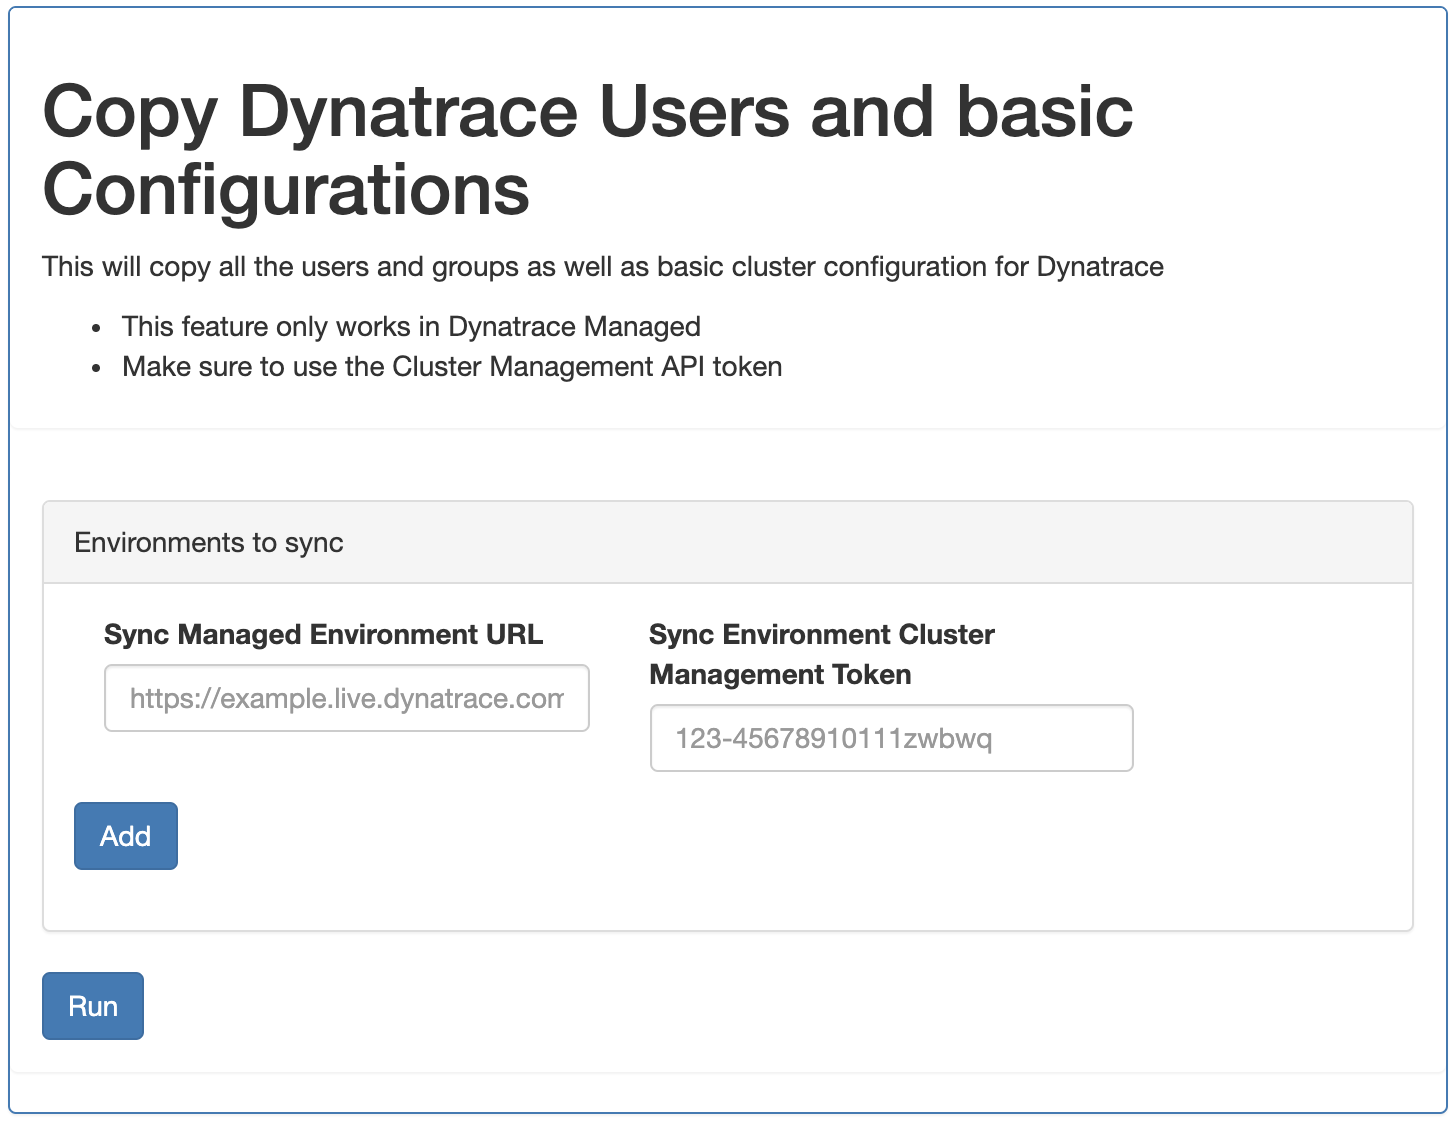 Copy Dynatrace Users and basic
Configurations
This will copy all the users and groups as well as basic cluster configuration for Dynatrace
• This feature only works in Dynatrace Managed
• Make sure to use the Cluster Management API token
Environments to sync
Sync Managed Environment URL
https://example.live.dynatrace.com
Sync Environment Cluster
Management Token
123-45678910111zwbwq
Add
Run